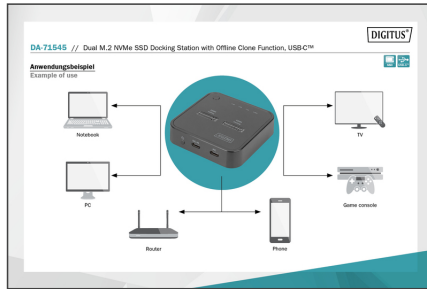 DIGITUS®
DA-71545 // Dual M.2 NVMe SSD Docking Station with Offline Clone Function, USB-C™
Anwendungsbeispiel
Example of use
Notebook
TV
PC
Game console
Router
Phone